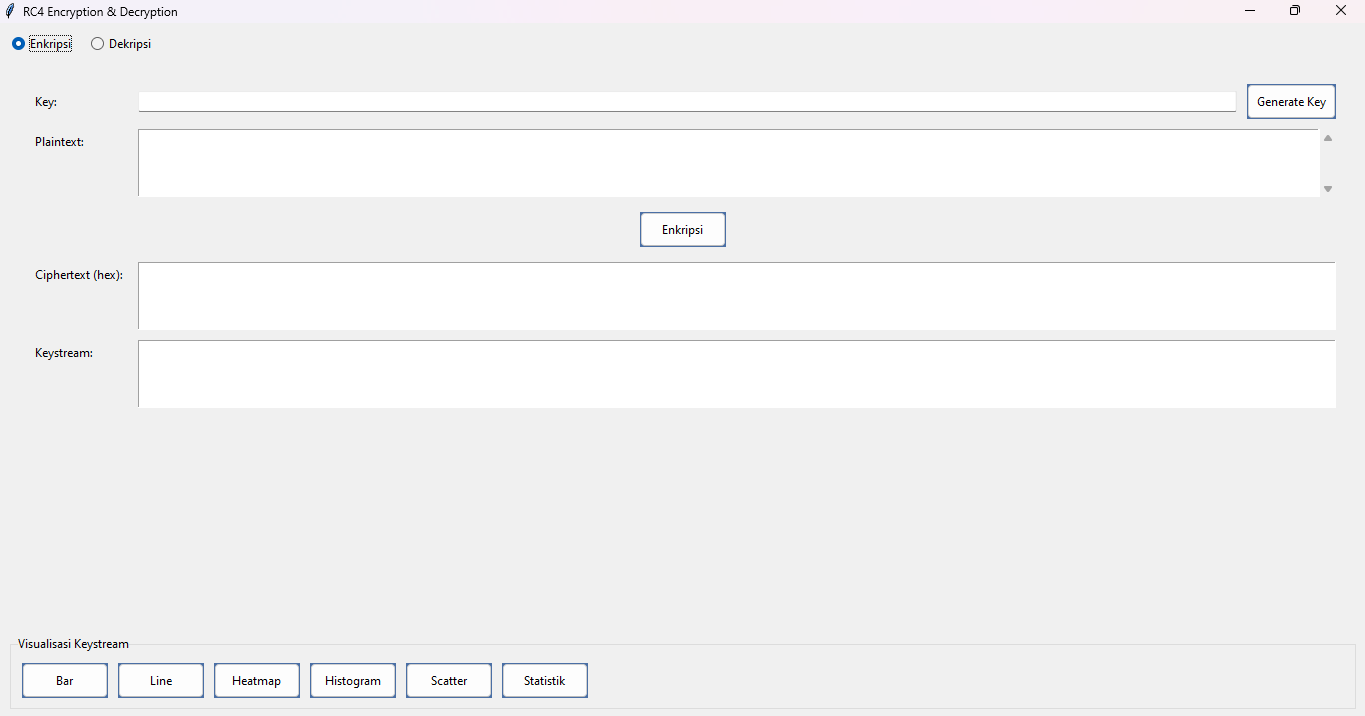 RC4 Encryption & Decryption
Enkripsi Dekripsi
Key: Generate Key
Plaintext:
Enkripsi
Ciphertext (hex):
Keystream:
Visualisasi Keystream
Bar Line Heatmap Histogram Scatter Statistik